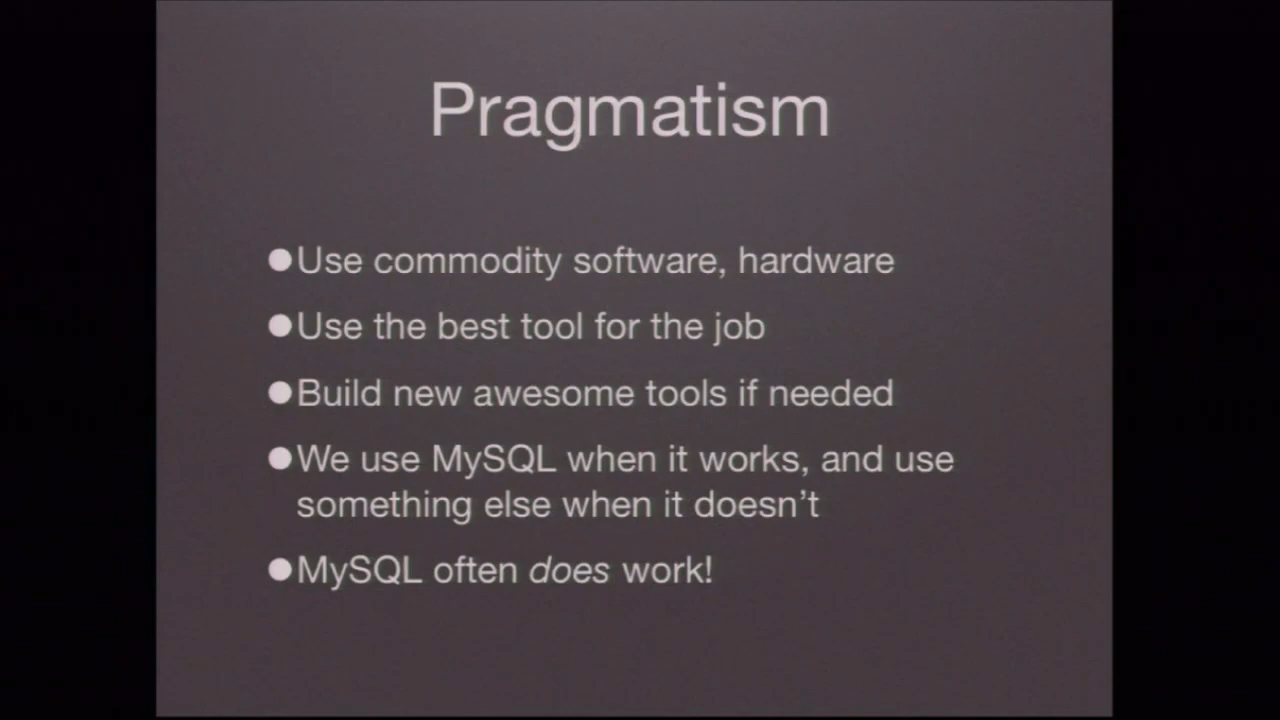 Pragmatism
●Use commodity software, hardware
●Use the best tool for the job
●Build new awesome tools if needed
●We use MySQL when it works, and use
something else when it doesn’t
●MySQL often does work!